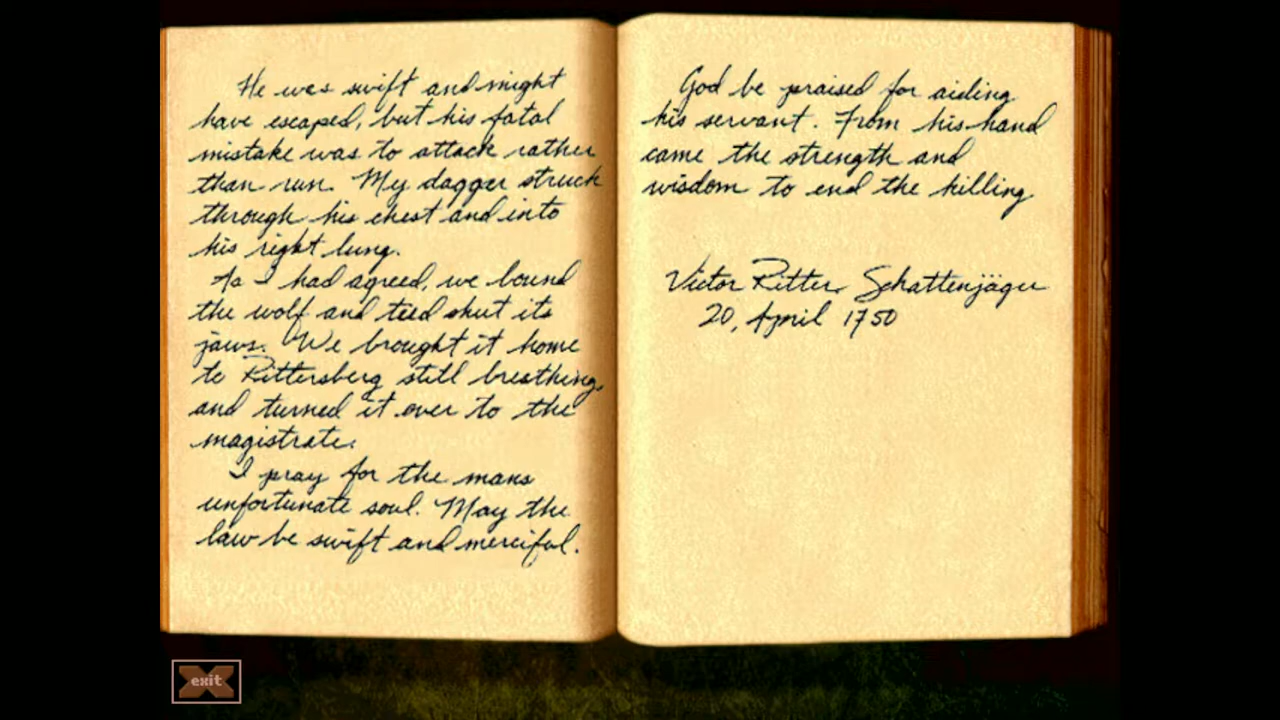 He was swift and might
have escaped, but his fatal
mistake was to attack rather
than run. My dagger struck
through his chest and into
his right lung.
As I had agreed, we bound
the wolf and tied shut its
jaws. We brought it home
to Rittersberg still breathing,
and turned it over to the
magistrate.
I pray for the mans
unfortunate soul. May the
law be swift and merciful.
God be praised for aiding
his servant. From his hand
came the strength and
wisdom to end the killing
Victor Ritter, Schattenjäger
20, April 1750
exit